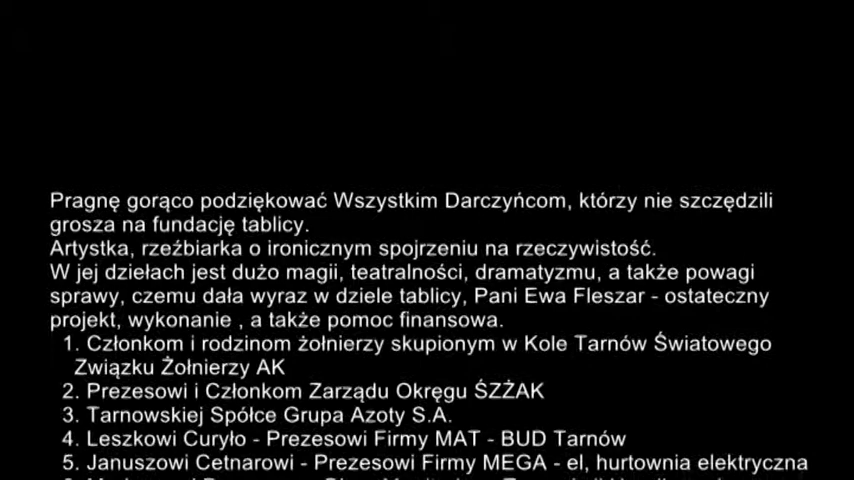 Pragnę gorąco podziękować Wszystkim Darczyńcom, którzy nie szczędzili
grosza na fundację tablicy.
Artystka, rzeźbiarka o ironicznym spojrzeniu na rzeczywistość.
W jej dziełach jest dużo magii, teatralności, dramatyzmu, a także powagi
sprawy, czemu dała wyraz w dziele tablicy, Pani Ewa Fleszar - ostateczny
projekt, wykonanie , a także pomoc finansowa.
1. Członkom i rodzinom żołnierzy skupionym w Kole Tarnów Światowego
Związku Żołnierzy AK
2. Prezesowi i Członkom Zarządu Okręgu ŚZŻAK
3. Tarnowskiej Spółce Grupa Azoty S.A.
4. Leszkowi Curyło - Prezesowi Firmy MAT - BUD Tarnów
5. Januszowi Cetnarowi - Prezesowi Firmy MEGA - el, hurtownia elektryczna